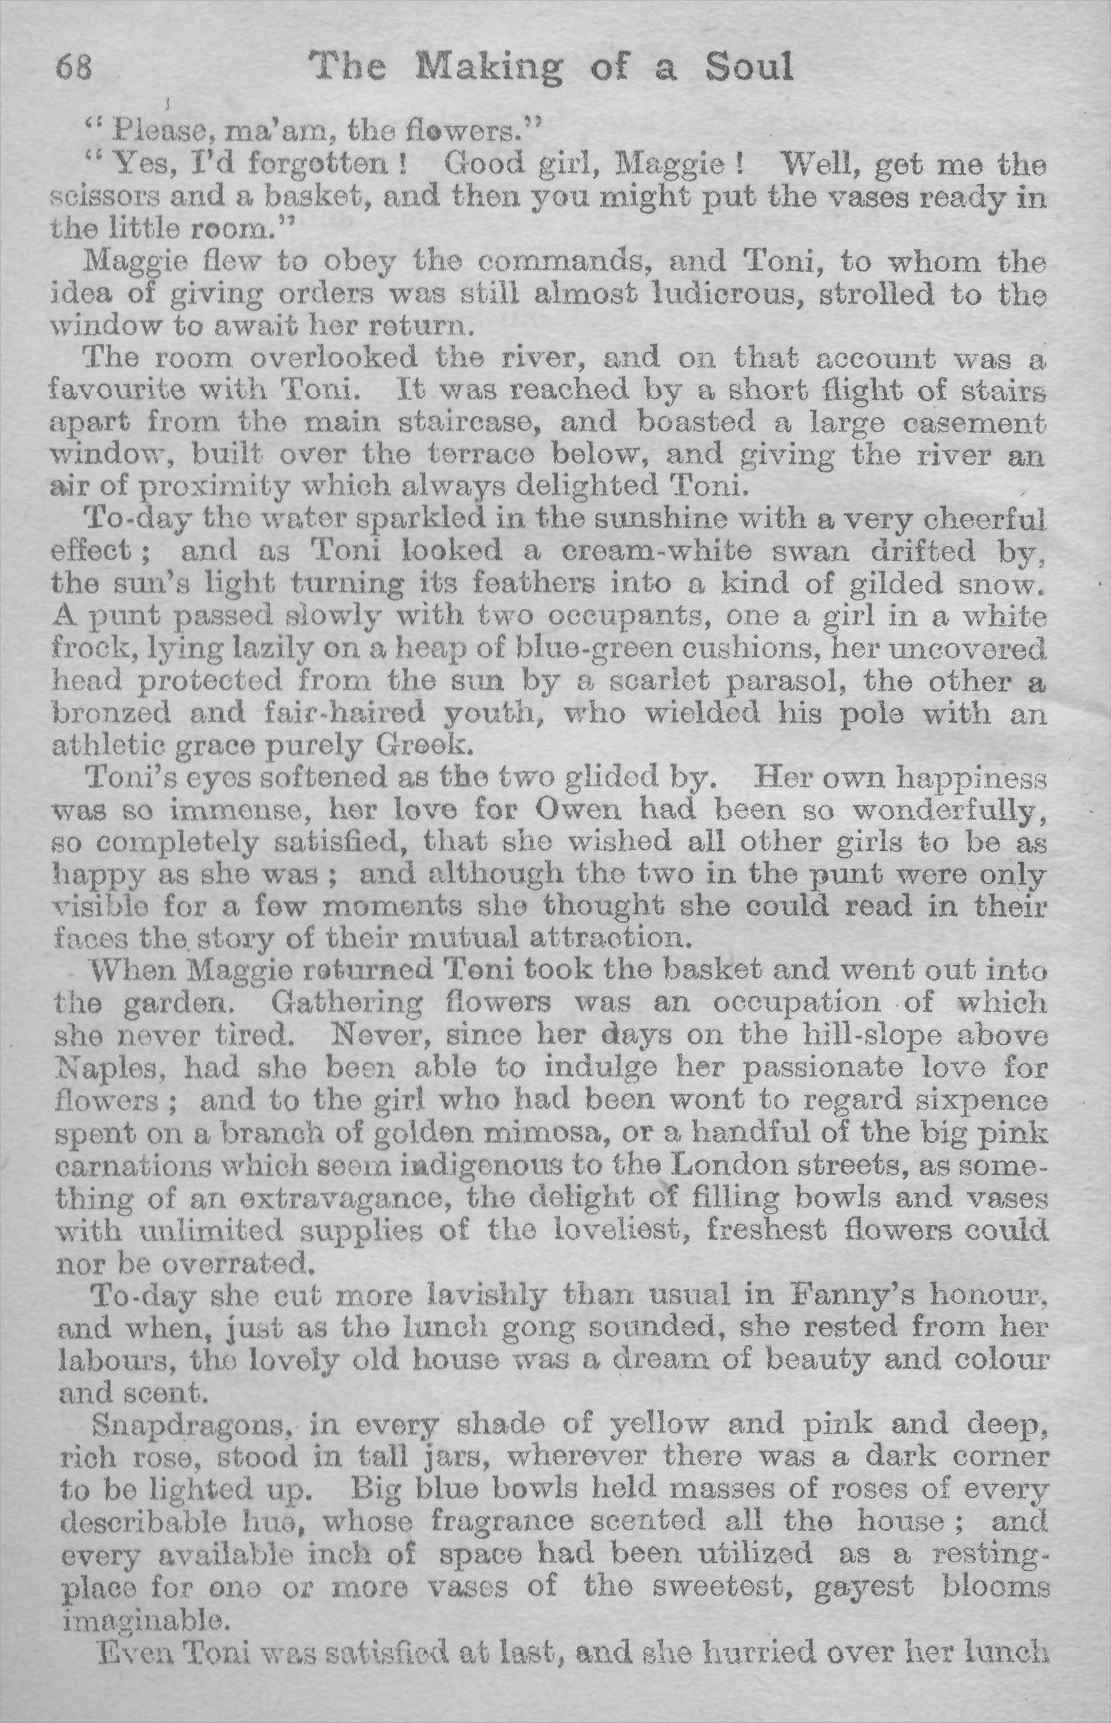 68 The Making of a Soul
“ Please, ma’am, the flowers.”
“ Yes, I’d forgotten ! Good girl, Maggie ! Well, get me the
scissors and a basket, and then you might put the vases ready in
the little room.”
Maggie flew to obey the commands, and Toni, to whom the
idea of giving orders was still almost ludicrous, strolled to the
window to await her return.
The room overlooked the river, and on that account was a
favourite with Toni. It was reached by a short flight of stairs
apart from the main staircase, and boasted a large casement
window, built over the terrace below, and giving the river an
air of proximity which always delighted Toni.
To-day the water sparkled in the sunshine with a very cheerful
effect ; and as Toni looked a cream-white swan drifted by,
the sun’s light turning its feathers into a kind of gilded snow.
A punt passed slowly with two occupants, one a girl in a white
frock, lying lazily on a heap of blue-green cushions, her uncovered
head protected from the sun by a scarlet parasol, the other a
bronzed and fair-haired youth, who wielded his pole with an
athletic grace purely Greek.
Toni’s eyes softened as the two glided by. Her own happiness
was so immense, her love for Owen had been so wonderfully,
so completely satisfied, that she wished all other girls to be as
happy as she was ; and although the two in the punt were only
visible for a few moments she thought she could read in their
faces the story of their mutual attraction.
When Maggie returned Toni took the basket and went out into
the garden. Gathering flowers was an occupation of which
she never tired. Never, since her days on the hill-slope above
Naples, had she been able to indulge her passionate love for
flowers ; and to the girl who had been wont to regard sixpence
spent on a branch of golden mimosa, or a handful of the big pink
carnations which seem indigenous to the London streets, as some-
thing of an extravagance, the delight of filling bowls and vases
with unlimited supplies of the loveliest, freshest flowers could
nor be overrated.
To-day she cut more lavishly than usual in Fanny’s honour,
and when, just as the lunch gong sounded, she rested from her
labours, the lovely old house was a dream of beauty and colour
and scent.
Snapdragons, in every shade of yellow and pink and deep,
rich rose, stood in tall jars, wherever there was a dark corner
to be lighted up. Big blue bowls held masses of roses of every
describable hue, whose fragrance scented all the house ; and
every available inch of space had been utilized as a resting-
place for one or more vases of the sweetest, gayest blooms
imaginable.
Even Toni was satisfied at last, and she hurried over her lunch